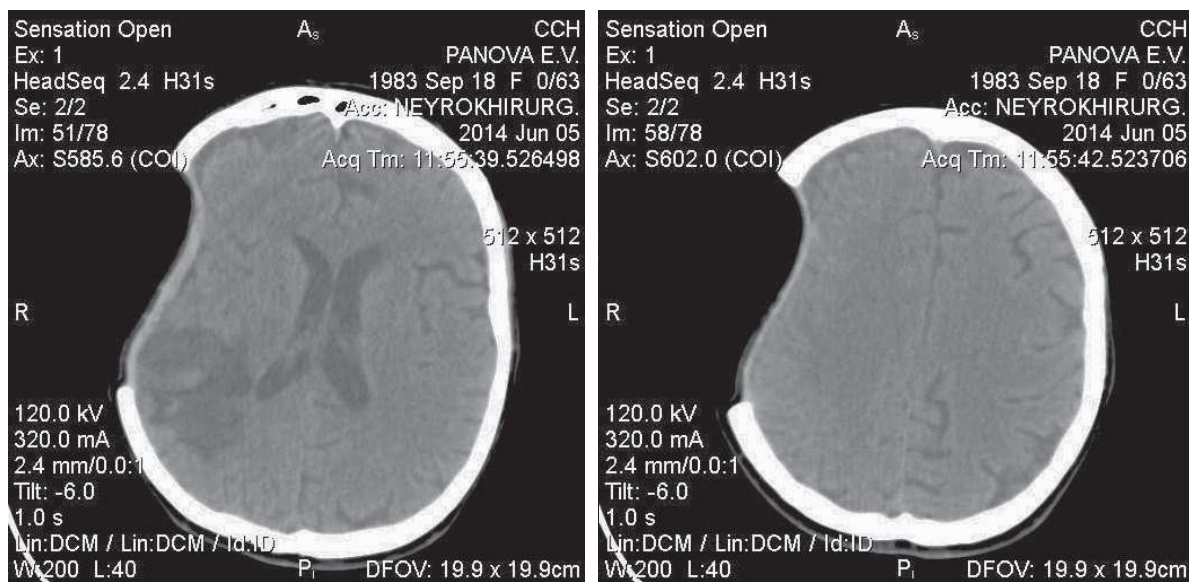 Sensation Open
Ex: 1
HeadSeq 2.4 H31s
Se: 2/2
Im: 51/78
Ax: S585.6 (COI)
As
CCH
PANOVA E.V.
1983 Sep 18 F 0/63
Acc: NEYROKHIRURG.
2014 Jun 05
Acq Tm: 11:55:39.526498
512 x 512
H31s
R
L
120.0 kV
320.0 mA
2.4 mm/0.0:1
Tilt: -6.0
1.0 s
Lin:DCM / Lin:DCM / Id:ID
W:200 L:40
PI
DFOV: 19.9 x 19.9cm
Sensation Open
Ex: 1
HeadSeq 2.4 H31s
Se: 2/2
Im: 58/78
Ax: S602.0 (COI)
As
CCH
PANOVA E.V.
1983 Sep 18 F 0/63
Acc: NEYROKHIRURG.
2014 Jun 05
Acq Tm: 11:55:42.523706
512 x 512
H31s
R
L
120.0 kV
320.0 mA
2.4 mm/0.0:1
Tilt: -6.0
1.0 s
Lin:DCM / Lin:DCM / Id:ID
W:200 L:40
PI
DFOV: 19.9 x 19.9cm